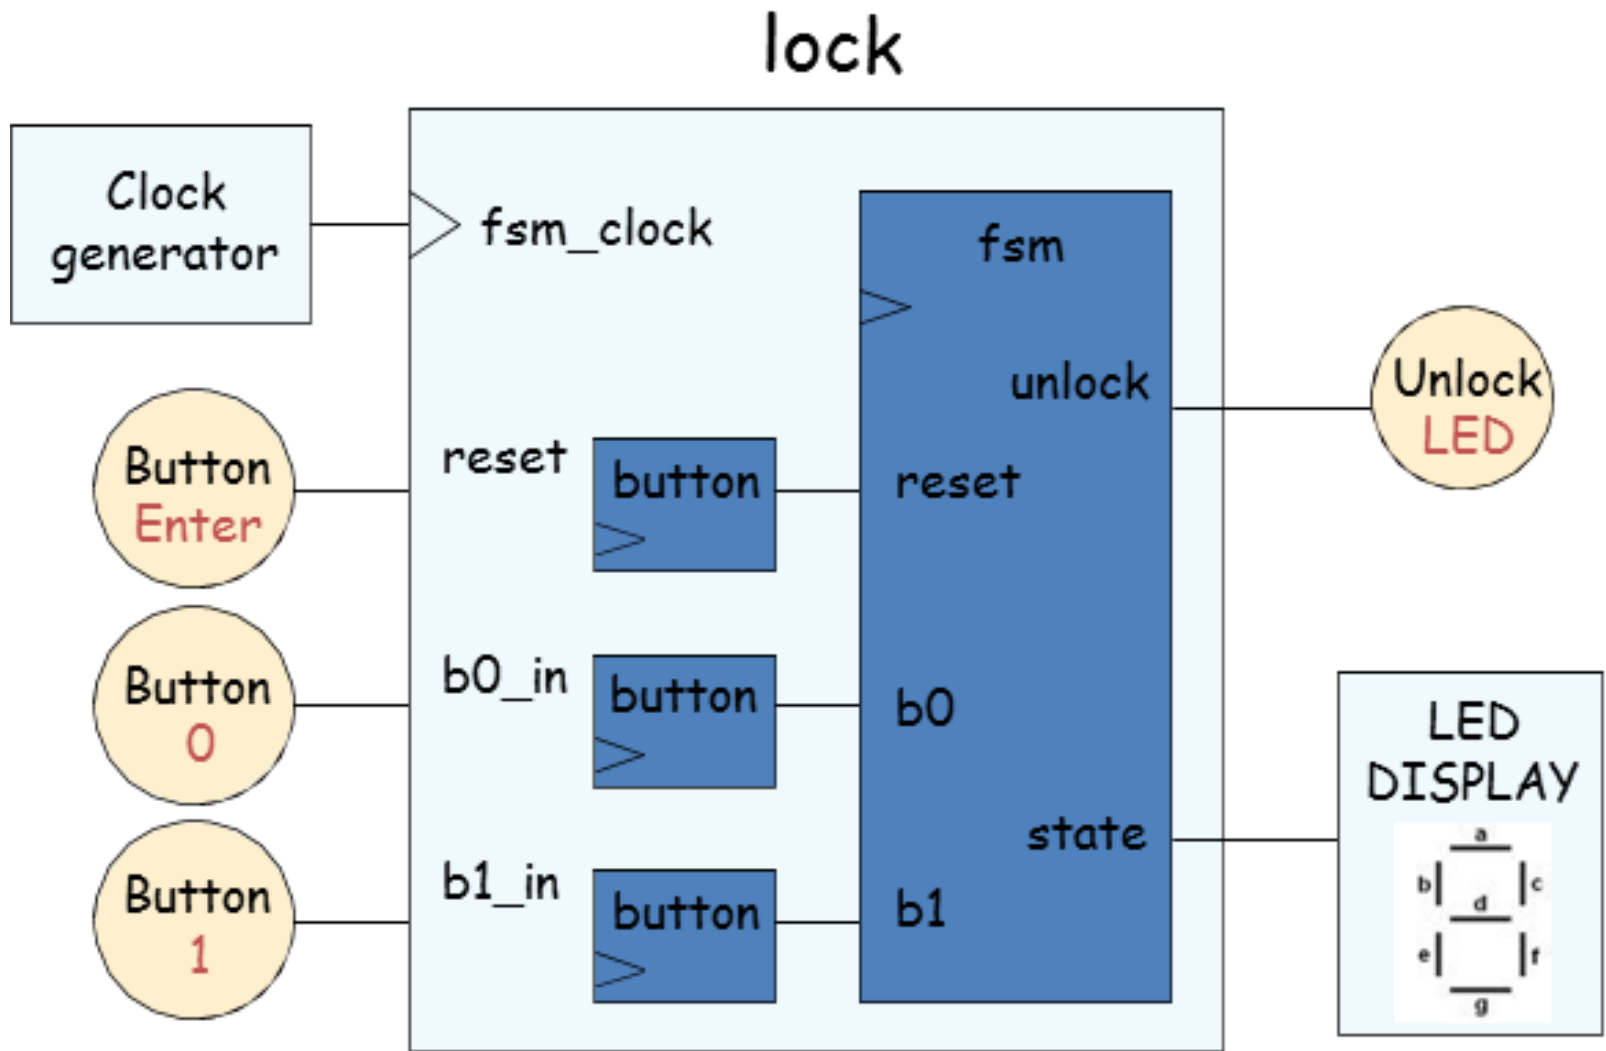 lock
Clock
generator
fsm_clock
fsm
unlock
Unlock
LED
Button
Enter
reset
button
reset
Button
0
b0_in
button
b0
LED
DISPLAY
a
b
c
d
e
f
g
state
Button
1
b1_in
button
b1